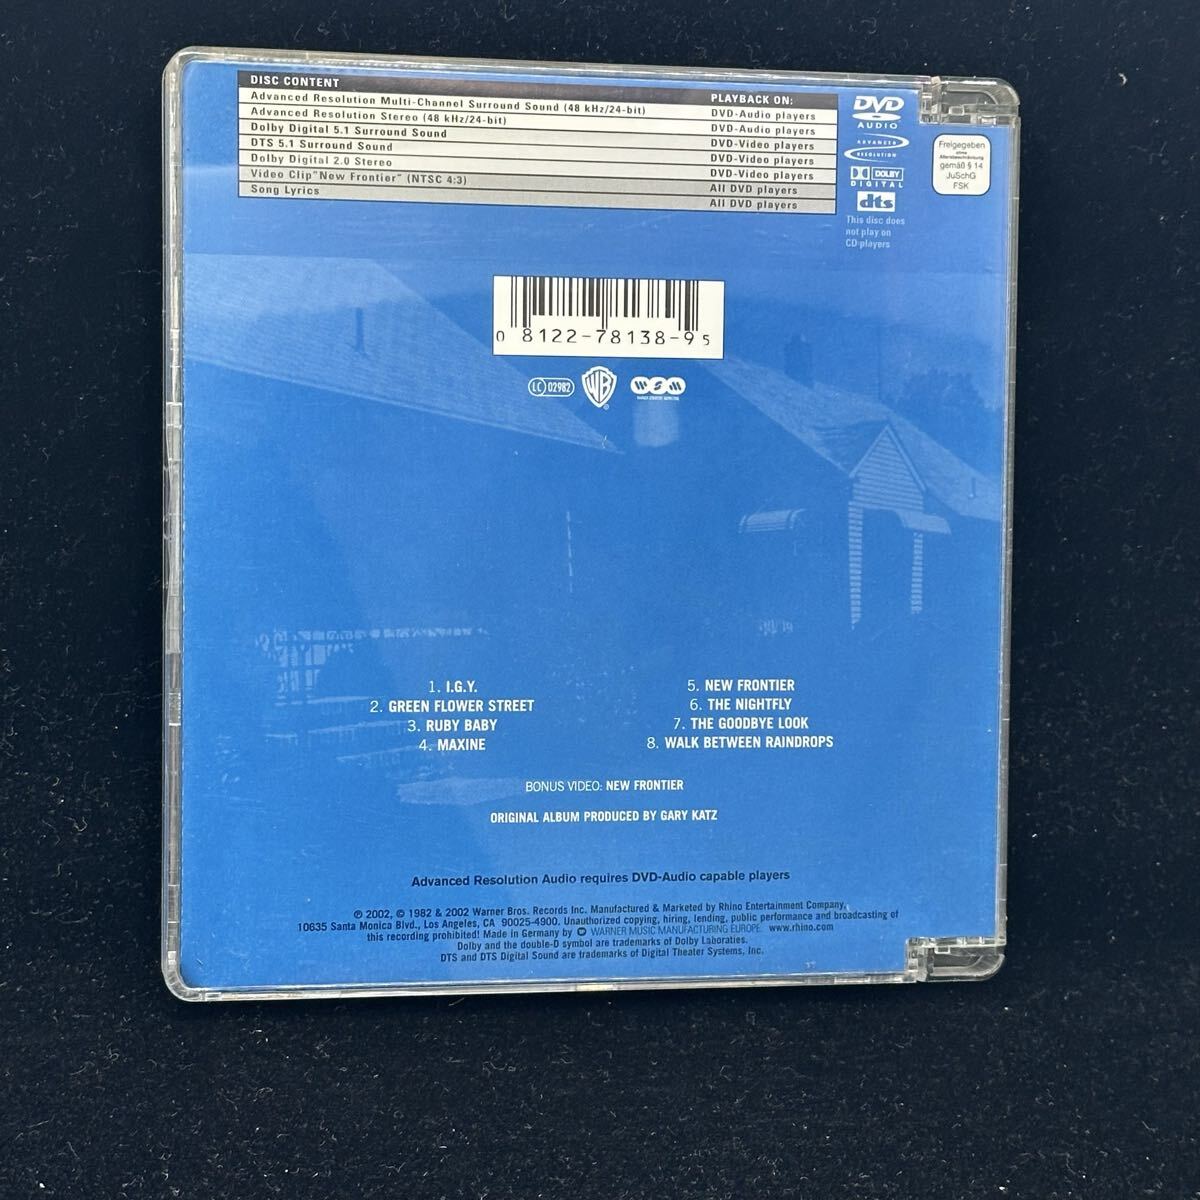 DISC CONTENT PLAYBACK ON:
Advanced Resolution Multi-Channel Surround Sound (48 kHz/24-bit) DVD-Audio players
Advanced Resolution Stereo (48 kHz/24-bit) DVD-Audio players
Dolby Digital 5.1 Surround Sound DVD-Video players
DTS 5.1 Surround Sound DVD-Video players
Dolby Digital 2.0 Stereo DVD-Video players
Video Clip"New Frontier" (NTSC 4:3) All DVD players
Song Lyrics All DVD players
DVD
AUDIO
ADVANCED
RESOLUTION
DOLBY
DIGITAL
dts
This disc does
not play on
CD-players
Freigegeben
ohne
Altersbeschränkung
gemäß § 14
JuSchG
FSK
0 8122-78138-9 5
LC 02982
WB
WSM
1. I.G.Y.
2. GREEN FLOWER STREET
3. RUBY BABY
4. MAXINE
5. NEW FRONTIER
6. THE NIGHTFLY
7. THE GOODBYE LOOK
8. WALK BETWEEN RAINDROPS
BONUS VIDEO: NEW FRONTIER
ORIGINAL ALBUM PRODUCED BY GARY KATZ
Advanced Resolution Audio requires DVD-Audio capable players
℗ 2002, © 1982 & 2002 Warner Bros. Records Inc. Manufactured & Marketed by Rhino Entertainment Company,
10635 Santa Monica Blvd., Los Angeles, CA 90025-4900. Unauthorized copying, hiring, lending, public performance and broadcasting of
this recording prohibited! Made in Germany by WARNER MUSIC MANUFACTURING EUROPE. www.rhino.com
Dolby and the double-D symbol are trademarks of Dolby Laboraties.
DTS and DTS Digital Sound are trademarks of Digital Theater Systems, Inc.